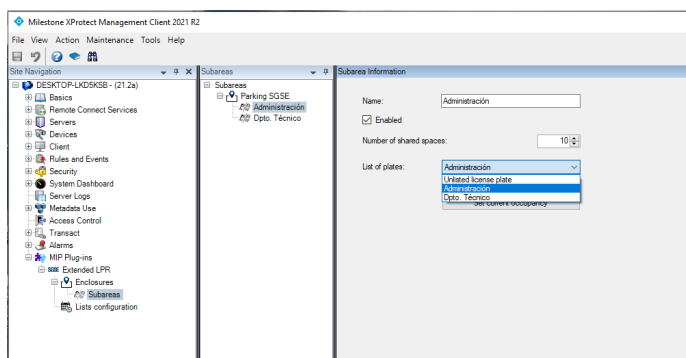 Milestone XProtect Management Client 2021 R2
File View Action Maintenance Tools Help
Site Navigation
DESKTOP-LKD5KSB - (21.2a)
Basics
Remote Connect Services
Servers
Devices
Client
Rules and Events
Security
System Dashboard
Server Logs
Metadata Use
Access Control
Transact
Alarms
MIP Plug-ins
SGSE Extended LPR
Enclosures
Subareas
Lists configuration
Subareas
Subareas
Parking SGSE
Administración
Dpto. Técnico
Subarea Information
Name: Administración
Enabled
Number of shared spaces: 10
List of plates: Administración
Unlisted license plate
Administración
Dpto. Técnico
Set current occupancy